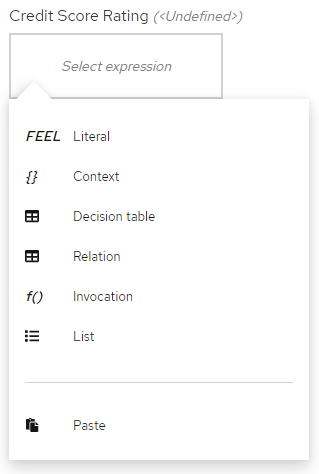 Credit Score Rating (<Undefined>)
Select expression
FEEL Literal
{} Context
Decision table
Relation
f() Invocation
List
Paste